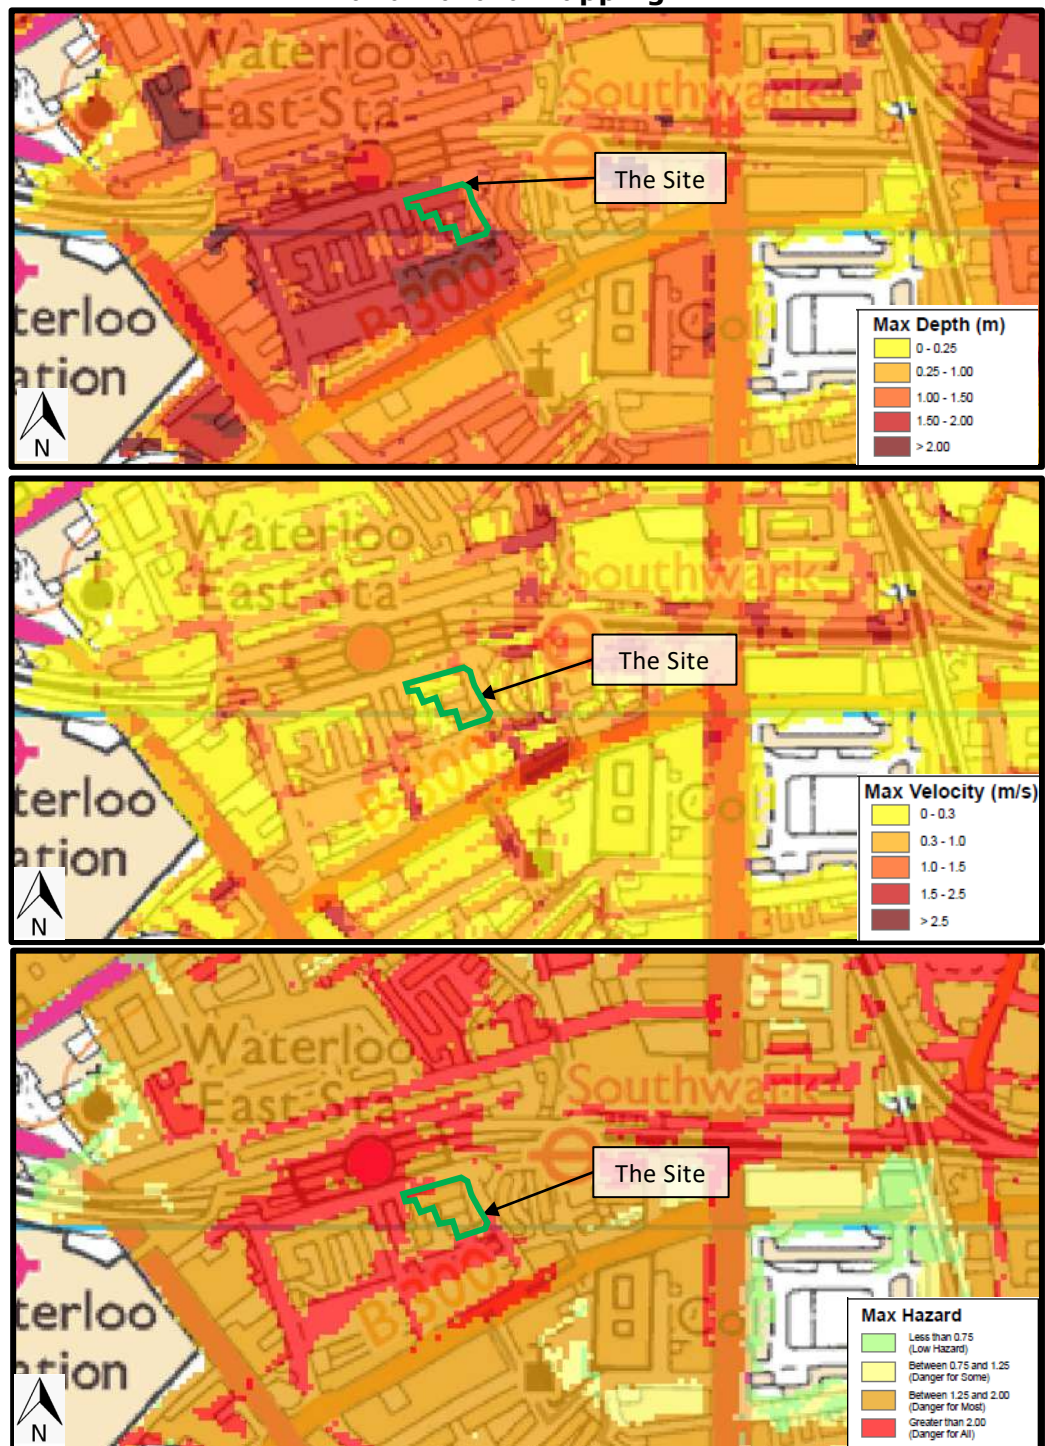 Waterloo
East Sta
Southwark
The Site
B300
terloo
ation
N
Max Depth (m)
0 - 0.25
0.25 - 1.00
1.00 - 1.50
1.50 - 2.00
> 2.00
Waterloo
East Sta
Southwark
The Site
B300
terloo
ation
N
Max Velocity (m/s)
0 - 0.3
0.3 - 1.0
1.0 - 1.5
1.5 - 2.5
> 2.5
Waterloo
East Sta
Southwark
The Site
B300
terloo
ation
N
Max Hazard
Less than 0.75
(Low Hazard)
Between 0.75 and 1.25
(Danger for Some)
Between 1.25 and 2.00
(Danger for Most)
Greater than 2.00
(Danger for All)